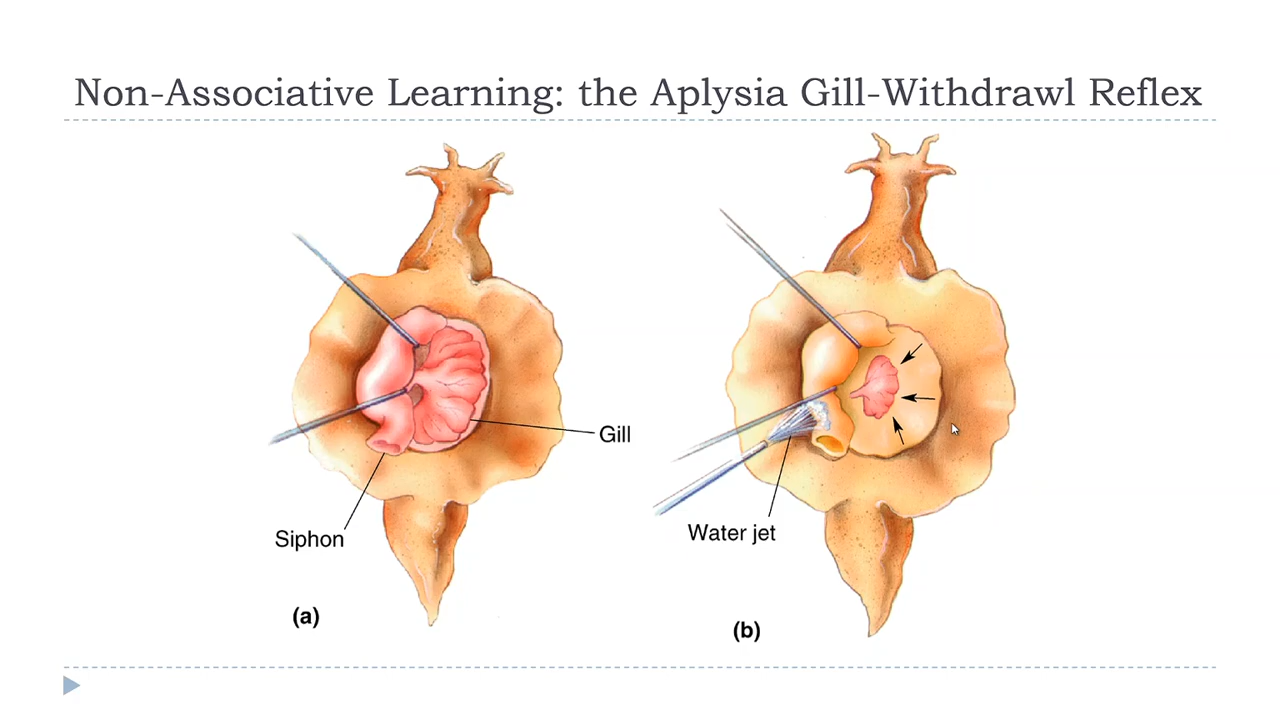 Non-Associative Learning: the Aplysia Gill-Withdrawl Reflex
Gill
Siphon
Water jet
(a)
(b)